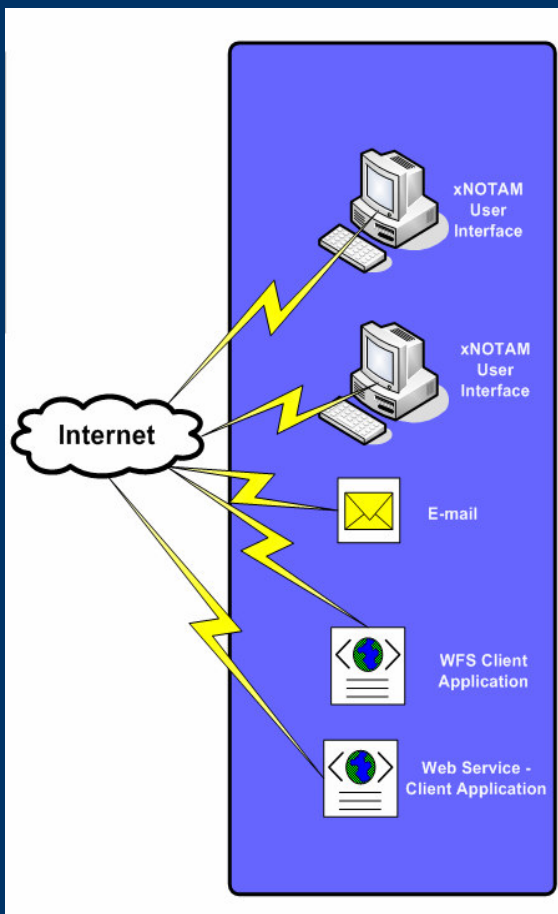 xNOTAM
User
Interface
xNOTAM
User
Interface
Internet
E-mail
WFS Client
Application
Web Service -
Client Application